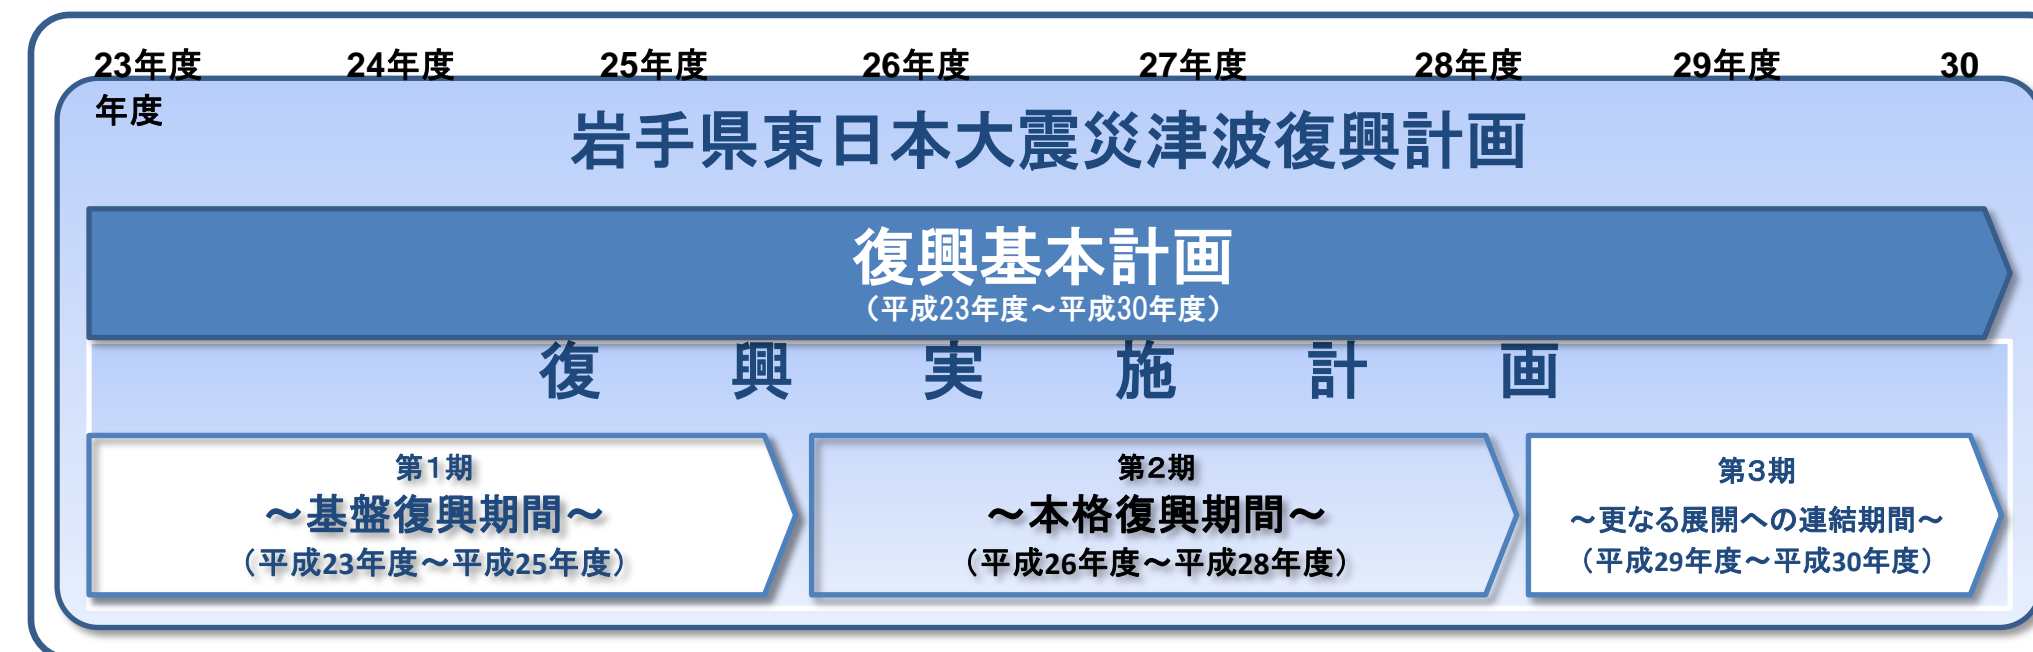 23年度 24年度 25年度 26年度 27年度 28年度 29年度 30
年度
岩手県東日本大震災津波復興計画
復興基本計画
（平成23年度～平成30年度）
復興実施計画
第１期
～基盤復興期間～
（平成23年度～平成25年度）
第２期
～本格復興期間～
（平成26年度～平成28年度）
第３期
～更なる展開への連結期間～
（平成29年度～平成30年度）